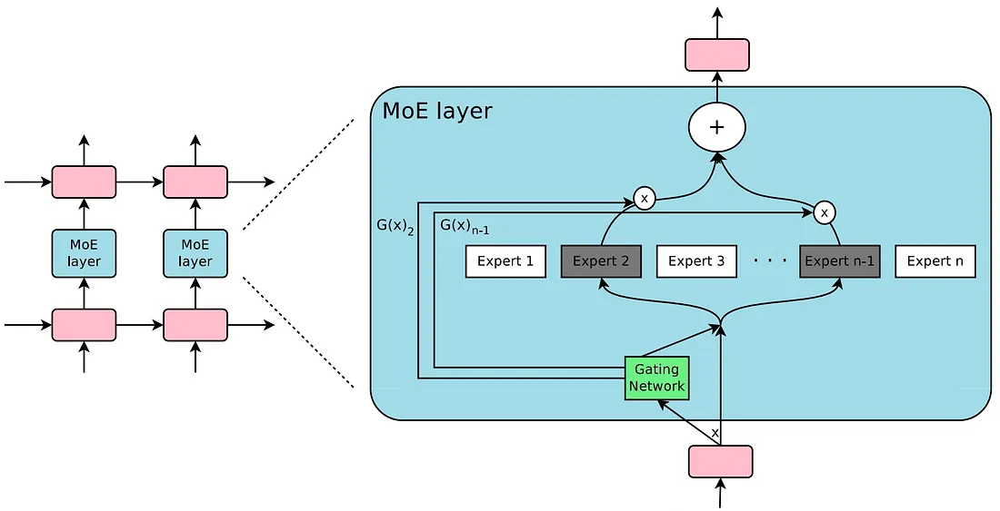 MoE layer
+
x
x
G(x)2
G(x)n-1
Expert 1
Expert 2
Expert 3
. . .
Expert n-1
Expert n
MoE
layer
MoE
layer
Gating
Network
x